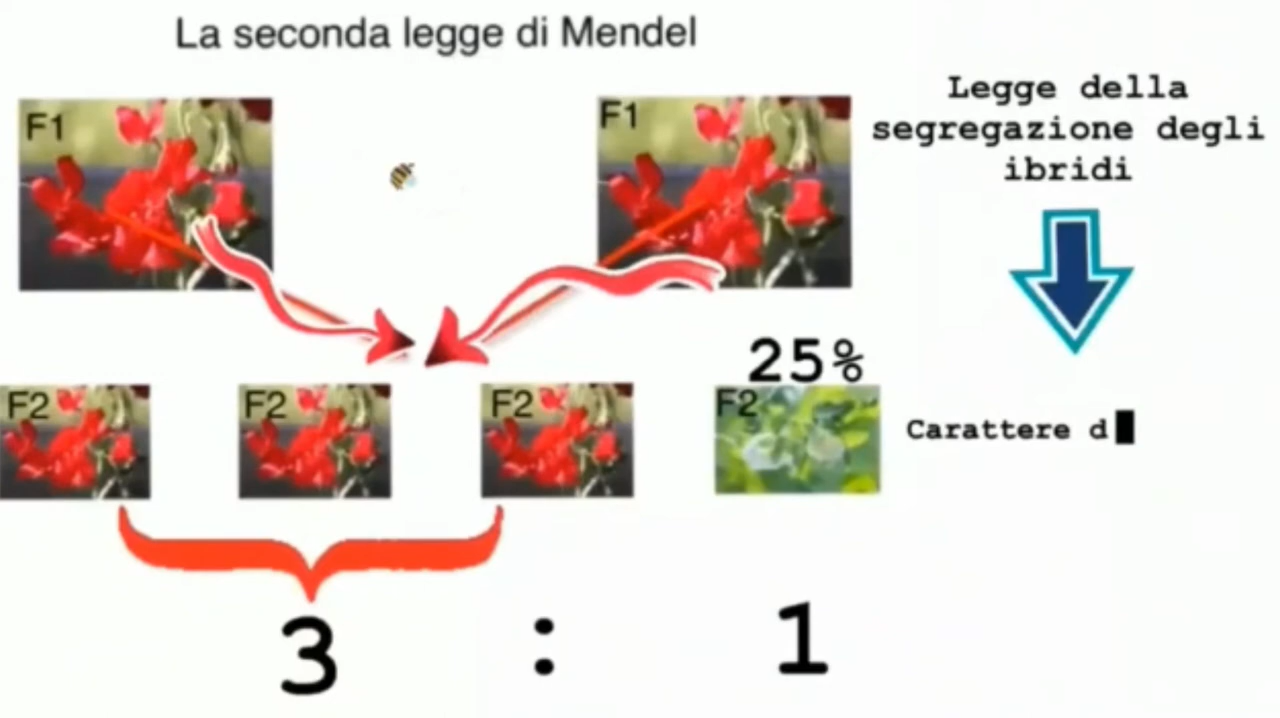 La seconda legge di Mendel
F1
F1
Legge della
segregazione degli
ibridi
25%
F2
F2
F2
F2
Carattere d
3 : 1